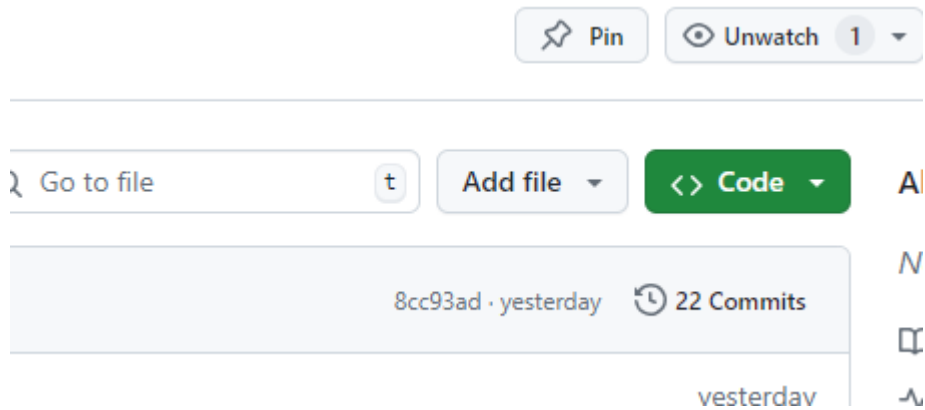 Pin Unwatch 1
Go to file t Add file <> Code
8cc93ad · yesterday 22 Commits
yesterday